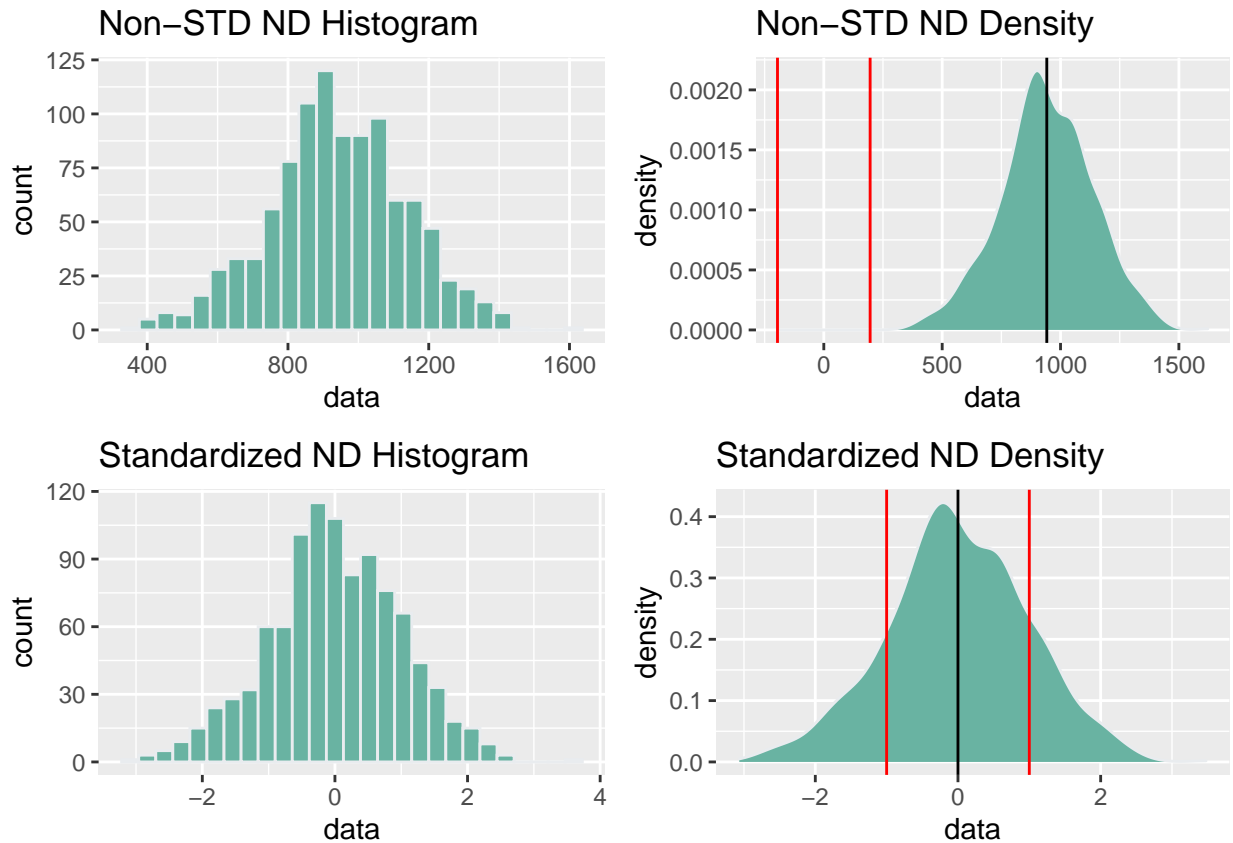 Non−STD ND Histogram
125
100
75
50
25
0
count
400 800 1200 1600
data
Non−STD ND Density
0.0020
0.0015
0.0010
0.0005
0.0000
density
0 500 1000 1500
data
Standardized ND Histogram
120
90
60
30
0
count
−2 0 2 4
data
Standardized ND Density
0.4
0.3
0.2
0.1
0.0
density
−2 0 2
data